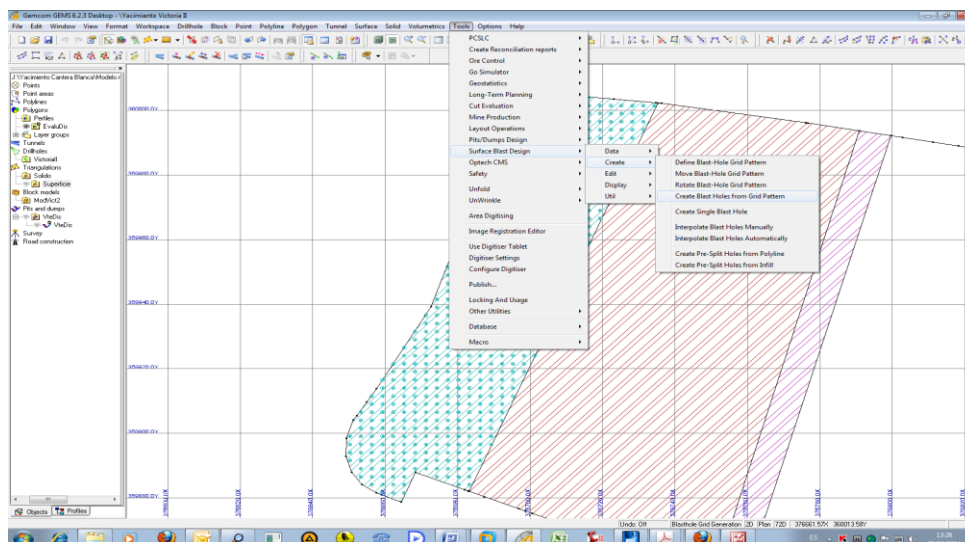 Gemcom GEMS 6.2.3 Desktop - \Yacimiento Victoria II
File Edit Window View Format Workspace Drillhole Block Point Polyline Polygon Tunnel Surface Solid Volumetrics Tools Options Help
PCSLC
Create Reconciliation reports
Ore Control
Go Simulator
Geostatistics
Long-Term Planning
Cut Evaluation
Mine Production
Layout Operations
Pits/Dumps Design
Surface Blast Design
Optech CMS
Safety
Unfold
UnWrinkle
Area Digitising
Image Registration Editor
Use Digitiser Tablet
Digitiser Settings
Configure Digitiser
Publish...
Locking And Usage
Other Utilities
Database
Macro
Data
Create
Edit
Display
Util
Define Blast-Hole Grid Pattern
Move Blast-Hole Grid Pattern
Rotate Blast-Hole Grid Pattern
Create Blast Holes from Grid Pattern
Create Single Blast Hole
Interpolate Blast Holes Manually
Interpolate Blast Holes Automatically
Create Pre-Split Holes from Polyline
Create Pre-Split Holes from Infill
J:\Yacimiento Cantera Blanca\Modelo
Points
Point areas
Polylines
Polygons
Perfiles
EvaluDis
Layer groups
Tunnels
Drillholes
VictoriaII
Triangulations
Solido
Superficie
Block models
ModVict2
Pits and dumps
VteDis
VteDis
Survey
Road construction
Objects Profiles
Undo: Off Blasthole Grid Generation 2D Plan 72D 376661.57X 360013.58Y
ES 13:26